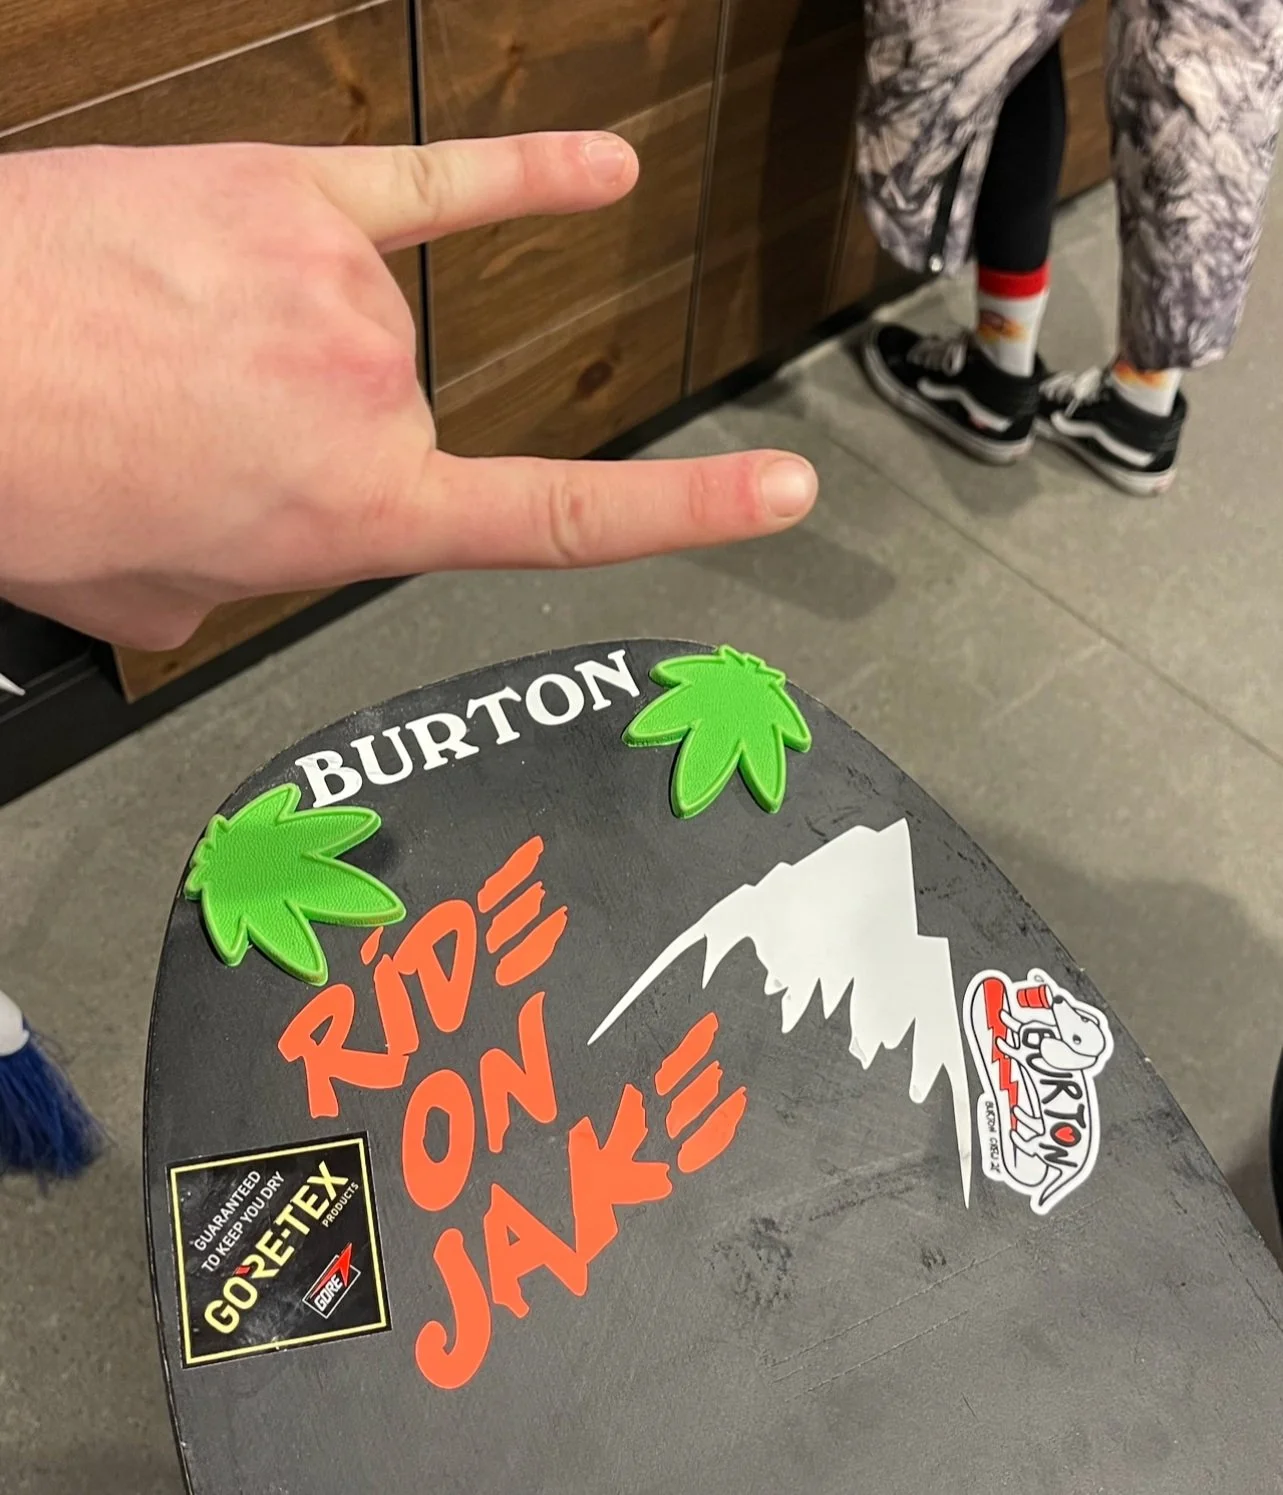 BURTON
RIDE
ON
JAKE
GUARANTEED
TO KEEP YOU DRY
GORE-TEX
PRODUCTS
GORE
BURTON